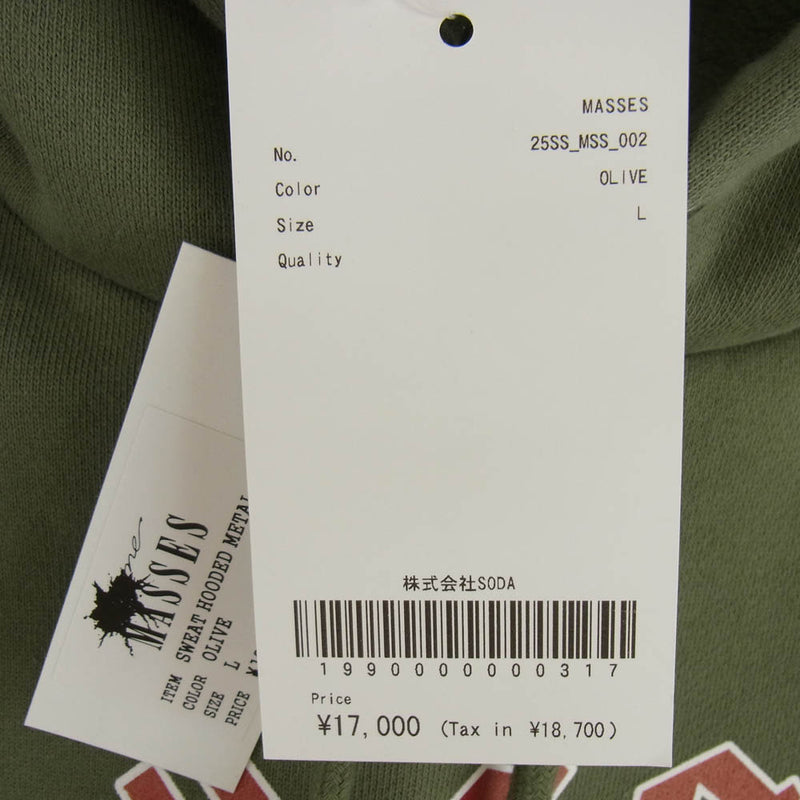 MASSES
No. 25SS_MSS_002
Color OLIVE
Size L
Quality
株式会社SODA
1990000000317
Price
¥17,000 (Tax in ¥18,700)
MASSES
ITEM SWEAT HOODED METAL
COLOR OLIVE
SIZE L
PRICE